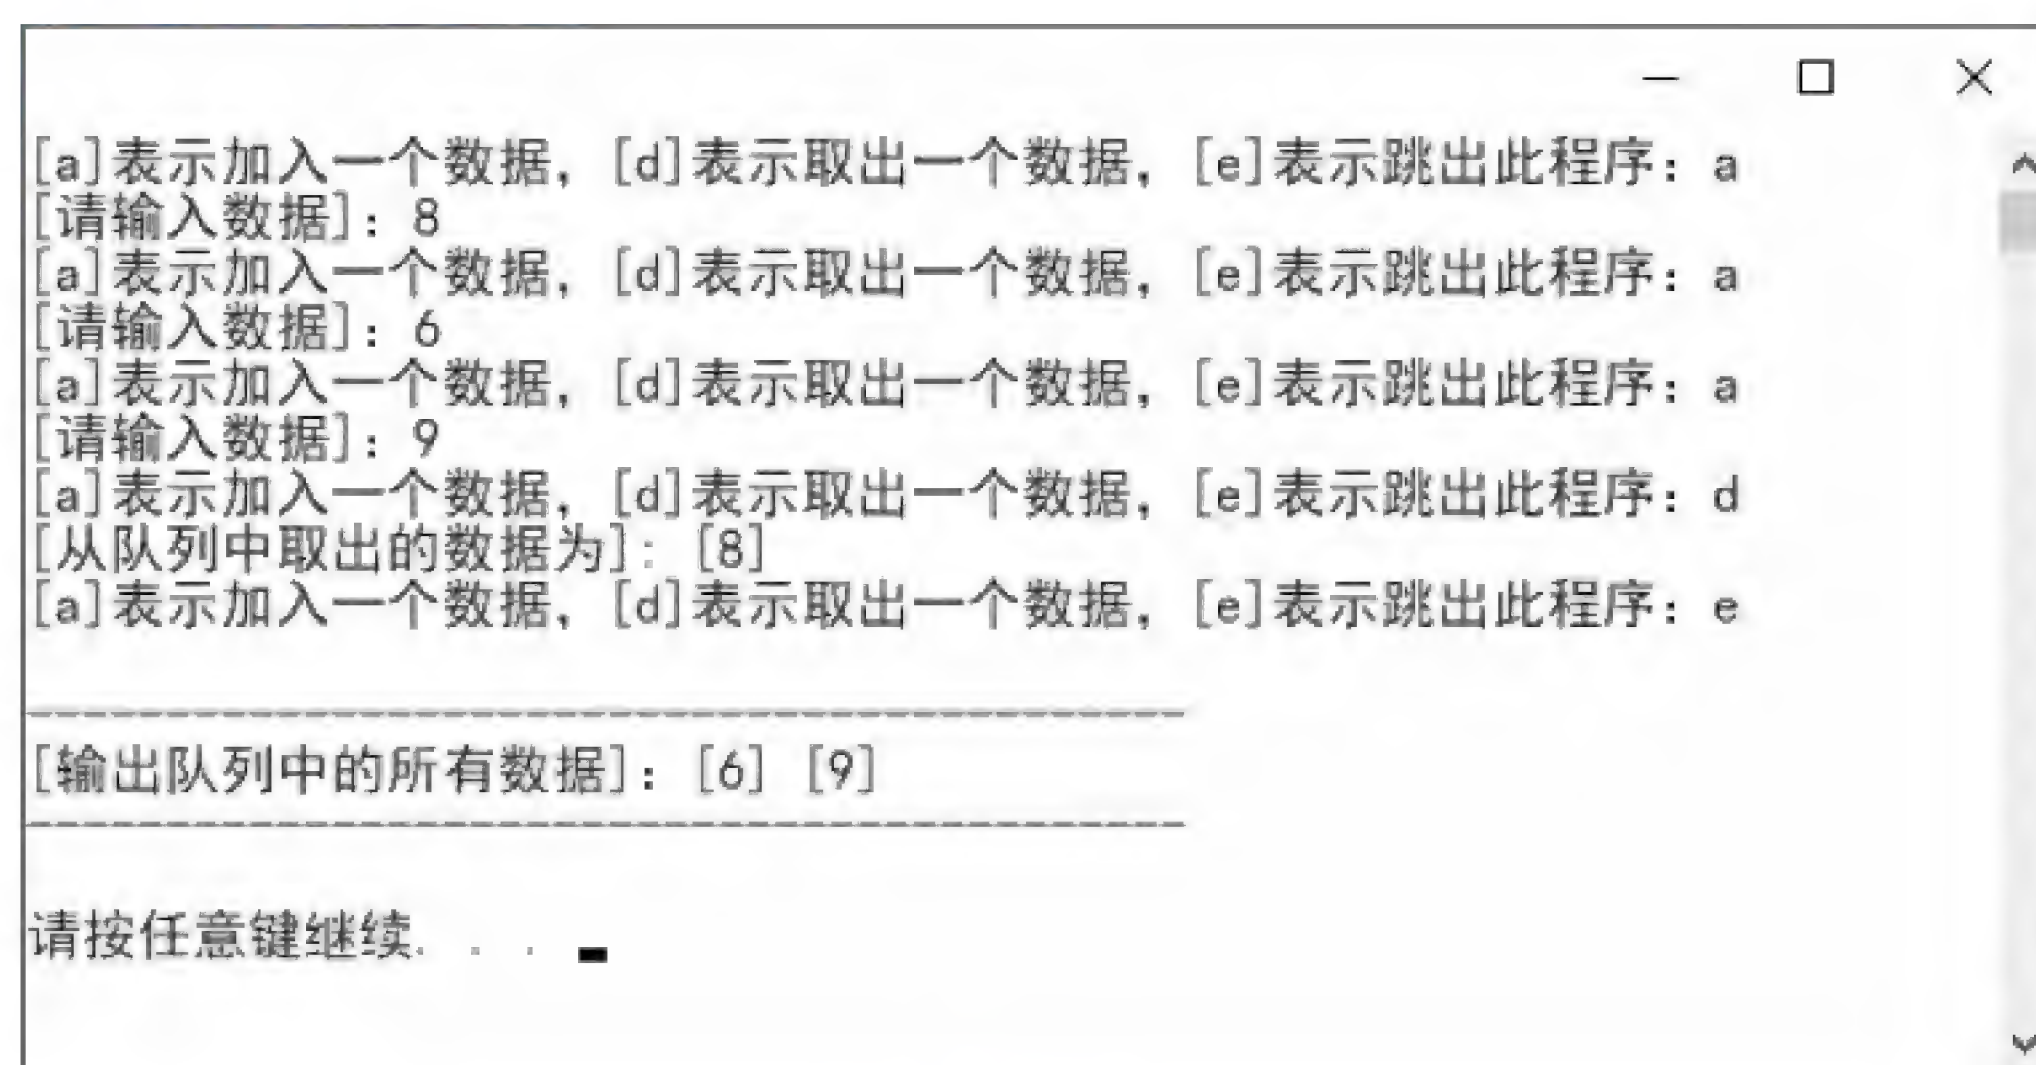 [a]表示加入一个数据，[d]表示取出一个数据，[e]表示跳出此程序：a
[请输入数据]：8
[a]表示加入一个数据，[d]表示取出一个数据，[e]表示跳出此程序：a
[请输入数据]：6
[a]表示加入一个数据，[d]表示取出一个数据，[e]表示跳出此程序：a
[请输入数据]：9
[a]表示加入一个数据，[d]表示取出一个数据，[e]表示跳出此程序：d
[从队列中取出的数据为]：[8]
[a]表示加入一个数据，[d]表示取出一个数据，[e]表示跳出此程序：e
------------------------------------------
[输出队列中的所有数据]：[6] [9]
------------------------------------------
请按任意键继续. . .